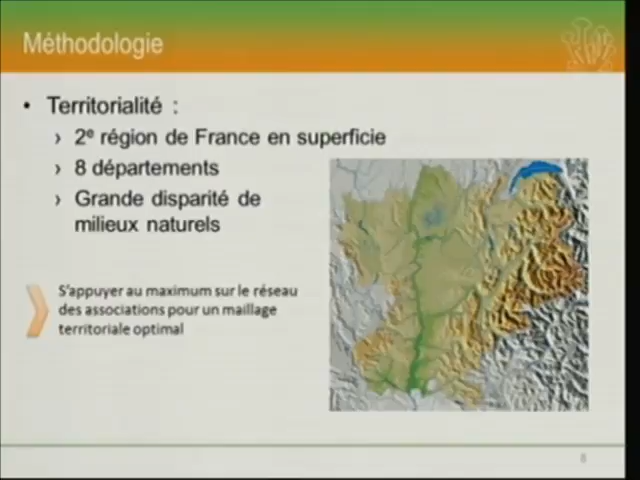 Méthodologie
• Territorialité :
› 2e région de France en superficie
› 8 départements
› Grande disparité de
milieux naturels
S'appuyer au maximum sur le réseau
des associations pour un maillage
territoriale optimal
8